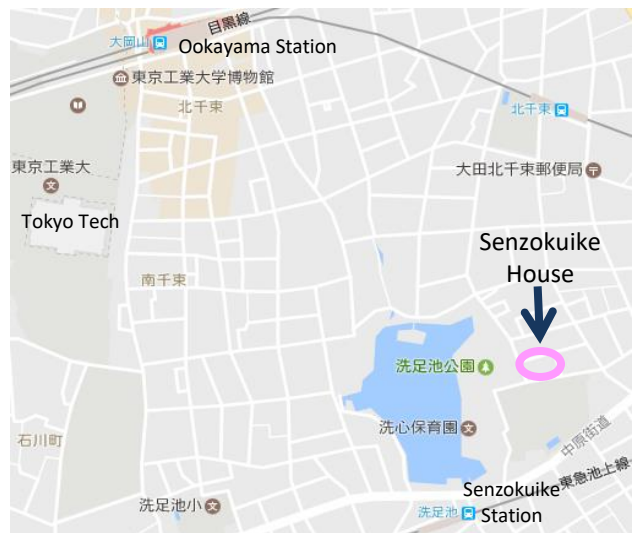 目黒線
大岡山
Ookayama Station
東京工業大学博物館
北千束
北千束
東京工業大
大田北千束郵便局
Tokyo Tech
Senzokuike
House
南千束
洗足池公園
洗心保育園
中原街道
石川町
東急池上線
Senzokuike
洗足池小
洗足池
Station